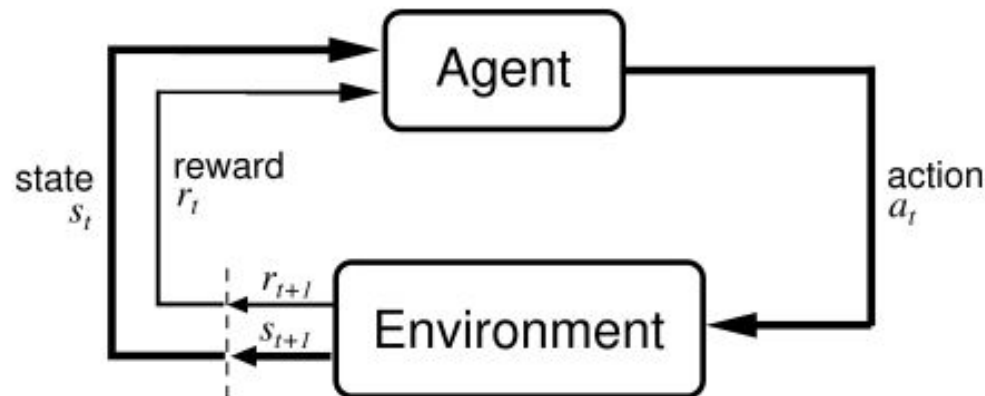 Agent
state
s_t
reward
r_t
action
a_t
r_{t+1}
s_{t+1}
Environment